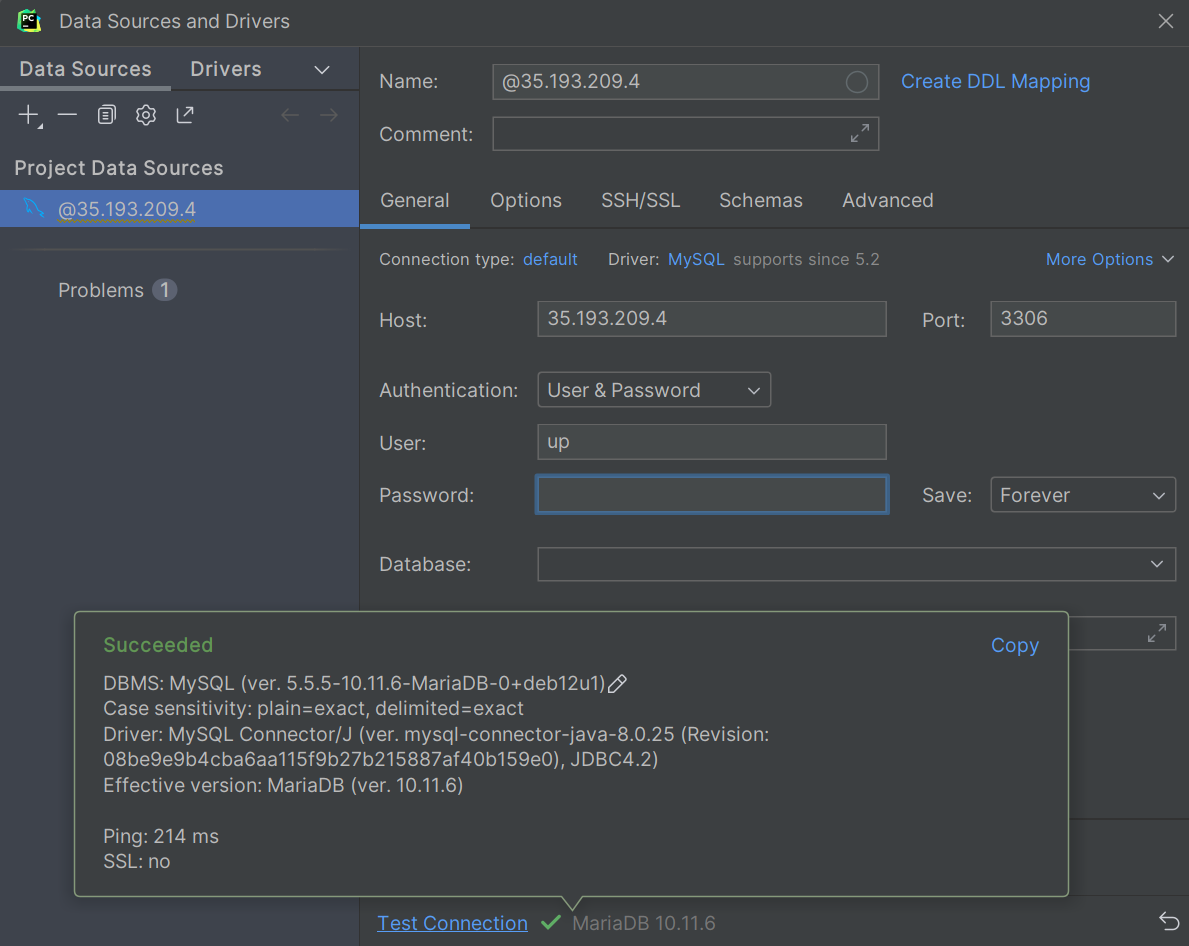 PC Data Sources and Drivers
Data Sources Drivers
Project Data Sources
@35.193.209.4
Problems 1
Name: @35.193.209.4 Create DDL Mapping
Comment:
General Options SSH/SSL Schemas Advanced
Connection type: default Driver: MySQL supports since 5.2 More Options
Host: 35.193.209.4 Port: 3306
Authentication: User & Password
User: up
Password: Save: Forever
Database:
Succeeded Copy
DBMS: MySQL (ver. 5.5.5-10.11.6-MariaDB-0+deb12u1)
Case sensitivity: plain=exact, delimited=exact
Driver: MySQL Connector/J (ver. mysql-connector-java-8.0.25 (Revision:
08be9e9b4cba6aa115f9b27b215887af40b159e0), JDBC4.2)
Effective version: MariaDB (ver. 10.11.6)
Ping: 214 ms
SSL: no
Test Connection MariaDB 10.11.6